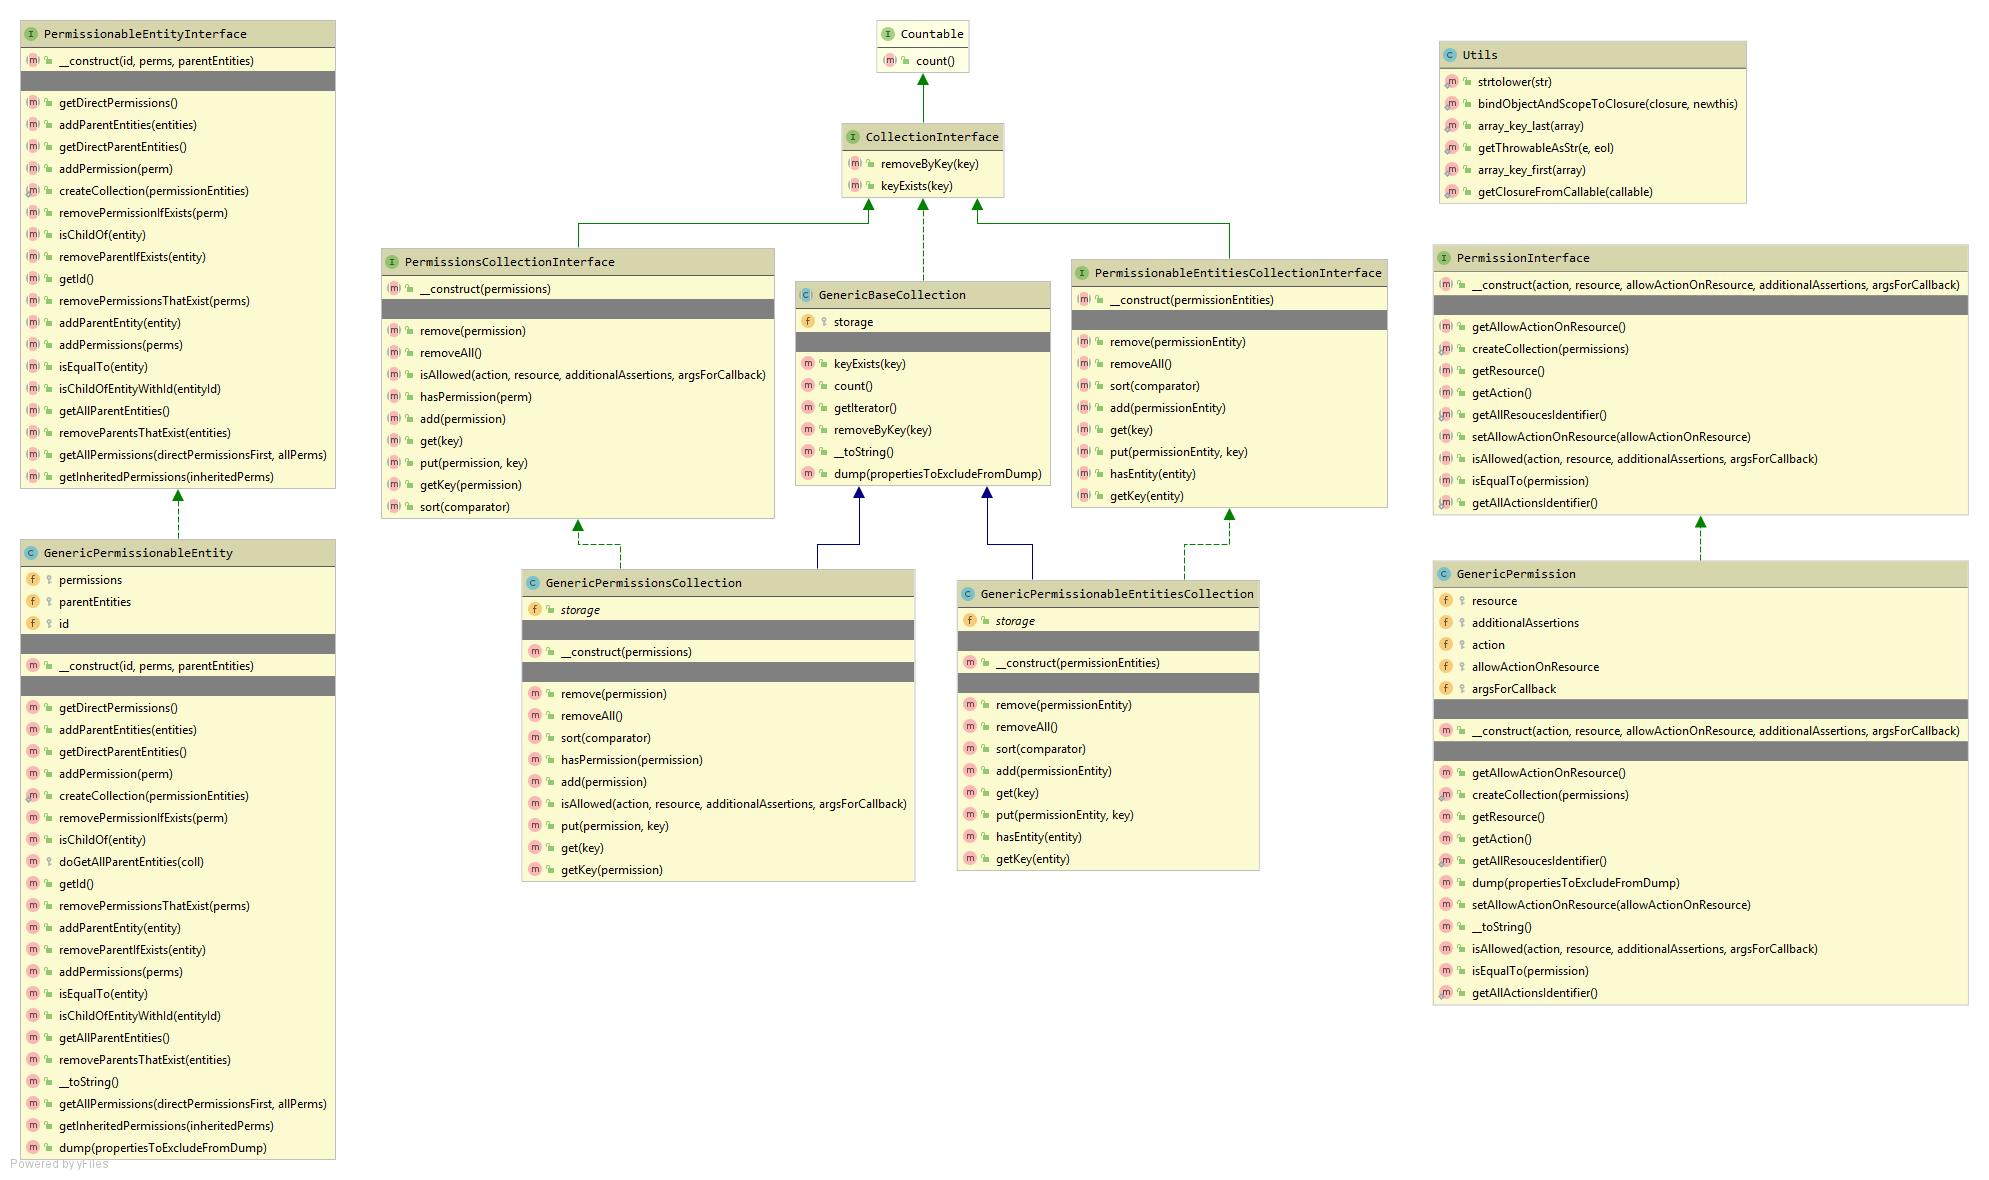 PermissionableEntityInterface
__construct(id, perms, parentEntities)
getDirectPermissions()
addParentEntities(entities)
getDirectParentEntities()
addPermission(perm)
createCollection(permissionEntities)
removePermissionIfExists(perm)
isChildOf(entity)
removeParentIfExists(entity)
getId()
removePermissionsThatExist(perms)
addParentEntity(entity)
addPermissions(perms)
isEqualTo(entity)
isChildOfEntityWithId(entityId)
getAllParentEntities()
removeParentsThatExist(entities)
getAllPermissions(directPermissionsFirst, allPerms)
getInheritedPermissions(inheritedPerms)
GenericPermissionableEntity
permissions
parentEntities
id
__construct(id, perms, parentEntities)
getDirectPermissions()
addParentEntities(entities)
getDirectParentEntities()
addPermission(perm)
createCollection(permissionEntities)
removePermissionIfExists(perm)
isChildOf(entity)
doGetAllParentEntities(coll)
getId()
removePermissionsThatExist(perms)
addParentEntity(entity)
removeParentIfExists(entity)
addPermissions(perms)
isEqualTo(entity)
isChildOfEntityWithId(entityId)
getAllParentEntities()
removeParentsThatExist(entities)
__toString()
getAllPermissions(directPermissionsFirst, allPerms)
getInheritedPermissions(inheritedPerms)
dump(propertiesToExcludeFromDump)
Powered by yFiles
Countable
count()
CollectionInterface
removeByKey(key)
keyExists(key)
PermissionsCollectionInterface
__construct(permissions)
remove(permission)
removeAll()
isAllowed(action, resource, additionalAssertions, argsForCallback)
hasPermission(perm)
add(permission)
get(key)
put(permission, key)
getKey(permission)
sort(comparator)
GenericBaseCollection
storage
keyExists(key)
count()
getIterator()
removeByKey(key)
__toString()
dump(propertiesToExcludeFromDump)
PermissionableEntitiesCollectionInterface
__construct(permissionEntities)
remove(permissionEntity)
removeAll()
sort(comparator)
add(permissionEntity)
get(key)
put(permissionEntity, key)
hasEntity(entity)
getKey(entity)
GenericPermissionsCollection
storage
__construct(permissions)
remove(permission)
removeAll()
sort(comparator)
hasPermission(permission)
add(permission)
isAllowed(action, resource, additionalAssertions, argsForCallback)
put(permission, key)
get(key)
getKey(permission)
GenericPermissionableEntitiesCollection
storage
__construct(permissionEntities)
remove(permissionEntity)
removeAll()
sort(comparator)
add(permissionEntity)
get(key)
put(permissionEntity, key)
hasEntity(entity)
getKey(entity)
Utils
strtolower(str)
bindObjectAndScopeToClosure(closure, newthis)
array_key_last(array)
getThrowableAsStr(e, eol)
array_key_first(array)
getClosureFromCallable(callable)
PermissionInterface
__construct(action, resource, allowActionOnResource, additionalAssertions, argsForCallback)
getAllowActionOnResource()
createCollection(permissions)
getResource()
getAction()
getAllResoucesIdentifier()
setAllowActionOnResource(allowActionOnResource)
isAllowed(action, resource, additionalAssertions, argsForCallback)
isEqualTo(permission)
getAllActionsIdentifier()
GenericPermission
resource
additionalAssertions
action
allowActionOnResource
argsForCallback
__construct(action, resource, allowActionOnResource, additionalAssertions, argsForCallback)
getAllowActionOnResource()
createCollection(permissions)
getResource()
getAction()
getAllResoucesIdentifier()
dump(propertiesToExcludeFromDump)
setAllowActionOnResource(allowActionOnResource)
__toString()
isAllowed(action, resource, additionalAssertions, argsForCallback)
isEqualTo(permission)
getAllActionsIdentifier()